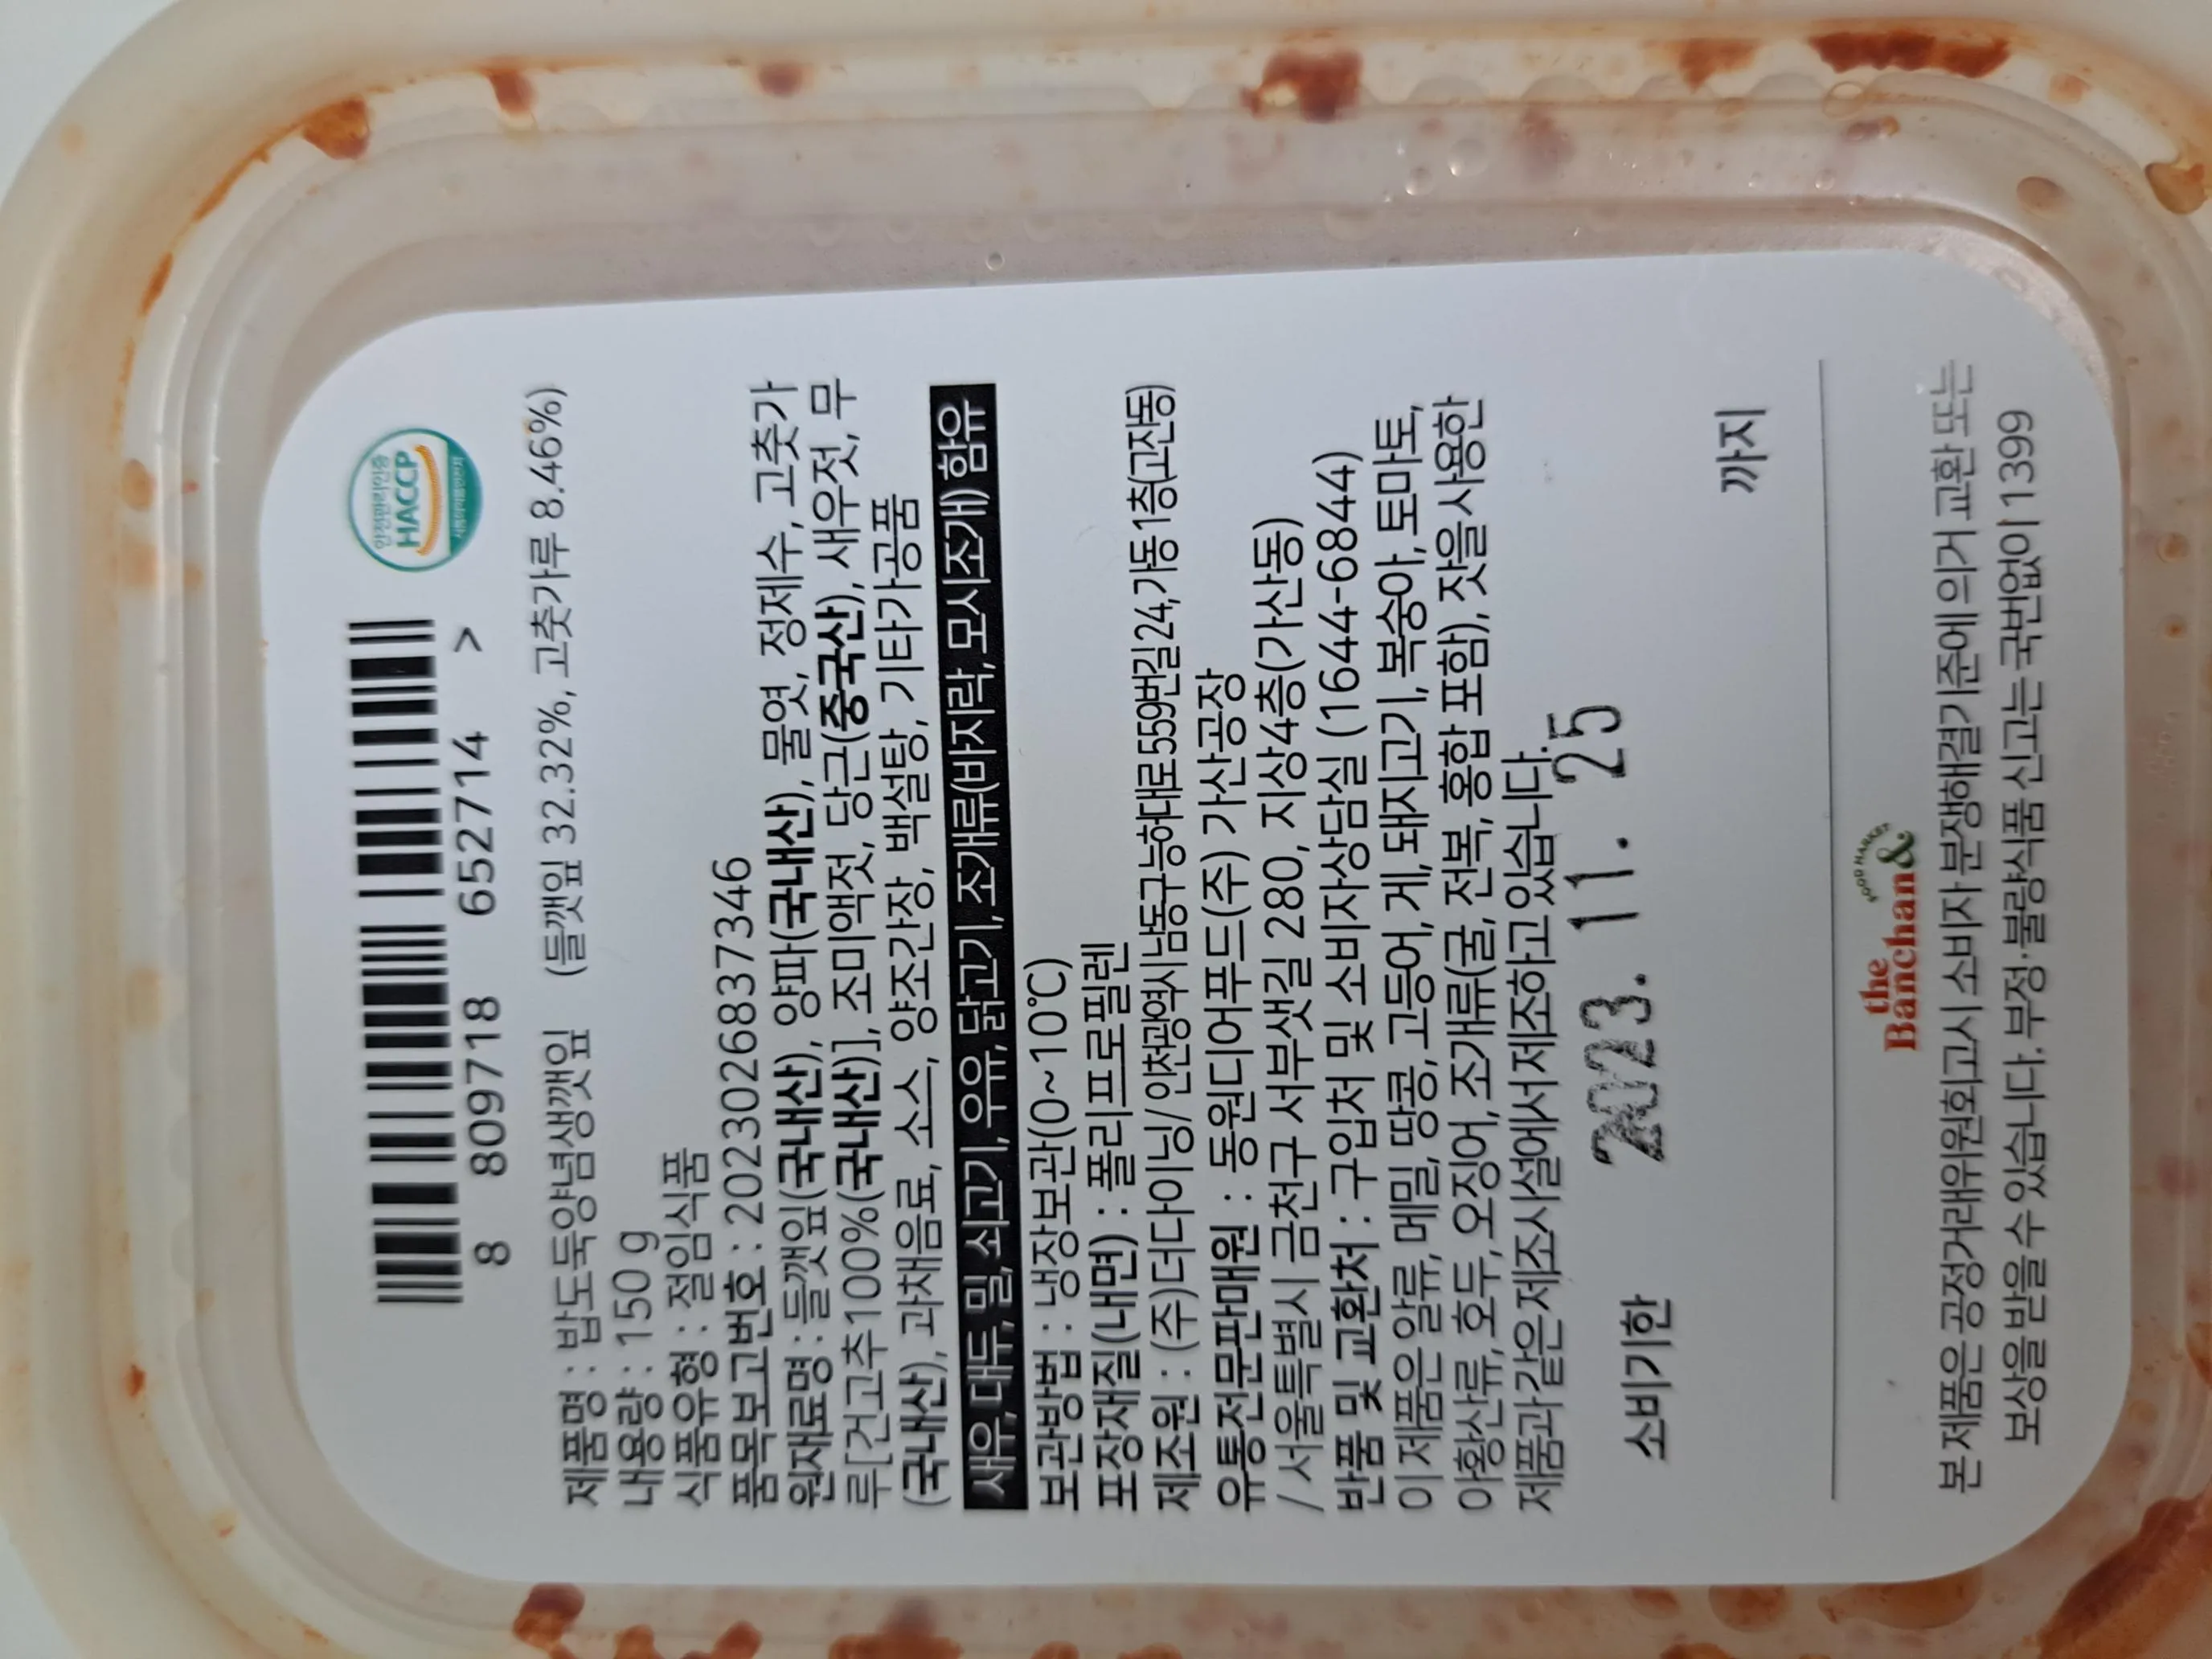 안전관리인증
HACCP
식품의약품안전처
8 809718 652714 >
제품명 : 밥도둑양념생깻잎 (들깻잎 32.32%, 고춧가루 8.46%)
내용량 : 150 g
식품유형 : 절임식품
품목보고번호 : 2023026837346
원재료명 : 들깻잎(국내산), 양파(국내산), 물엿, 정제수, 고춧가
루[건고추100%(국내산)], 조미액젓, 당근(중국산), 새우젓, 무
(국내산), 과채음료, 소스, 양조간장, 백설탕, 기타가공품
새우, 대두, 밀, 쇠고기, 우유, 닭고기, 조개류(바지락, 모시조개) 함유
보관방법 : 냉장보관(0~10℃)
포장재질(내면) : 폴리프로필렌
제조원 : (주)더다이닝/ 인천광역시 남동구 능허대로559번길 24, 가동 1층(고잔동)
유통전문판매원 : 동원디어푸드(주) 가산공장
/ 서울특별시 금천구 서부샛길 280, 지상4층(가산동)
반품 및 교환처 : 구입처 및 소비자상담실 (1644-6844)
이 제품은 알류, 메밀, 땅콩, 고등어, 게, 돼지고기, 복숭아, 토마토,
아황산류, 호두, 오징어, 조개류(굴, 전복, 홍합 포함), 잣을 사용한
제품과 같은 제조시설에서 제조하고 있습니다.
소비기한 2023. 11. 25 까지
the
Banchan&
FOOD MARKET
본 제품은 공정거래위원회고시 소비자 분쟁해결기준에 의거 교환 또는
보상을 받을 수 있습니다. 부정·불량식품 신고는 국번없이 1399